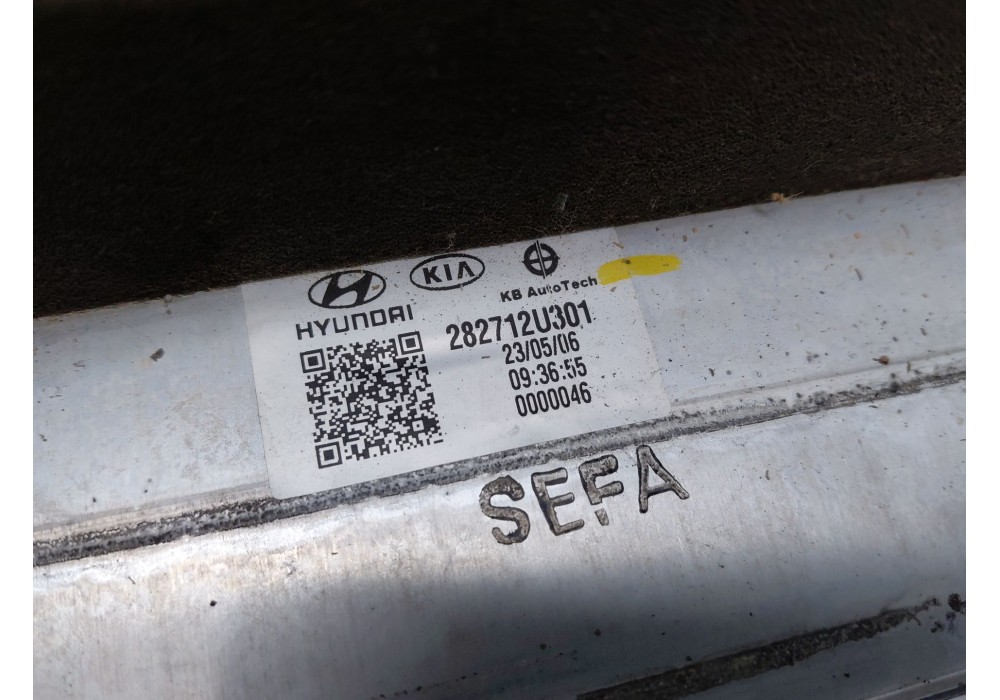 HYUNDAI
KIA
KB AutoTech
282712U301
23/05/06
09:36:55
0000046
SEFA